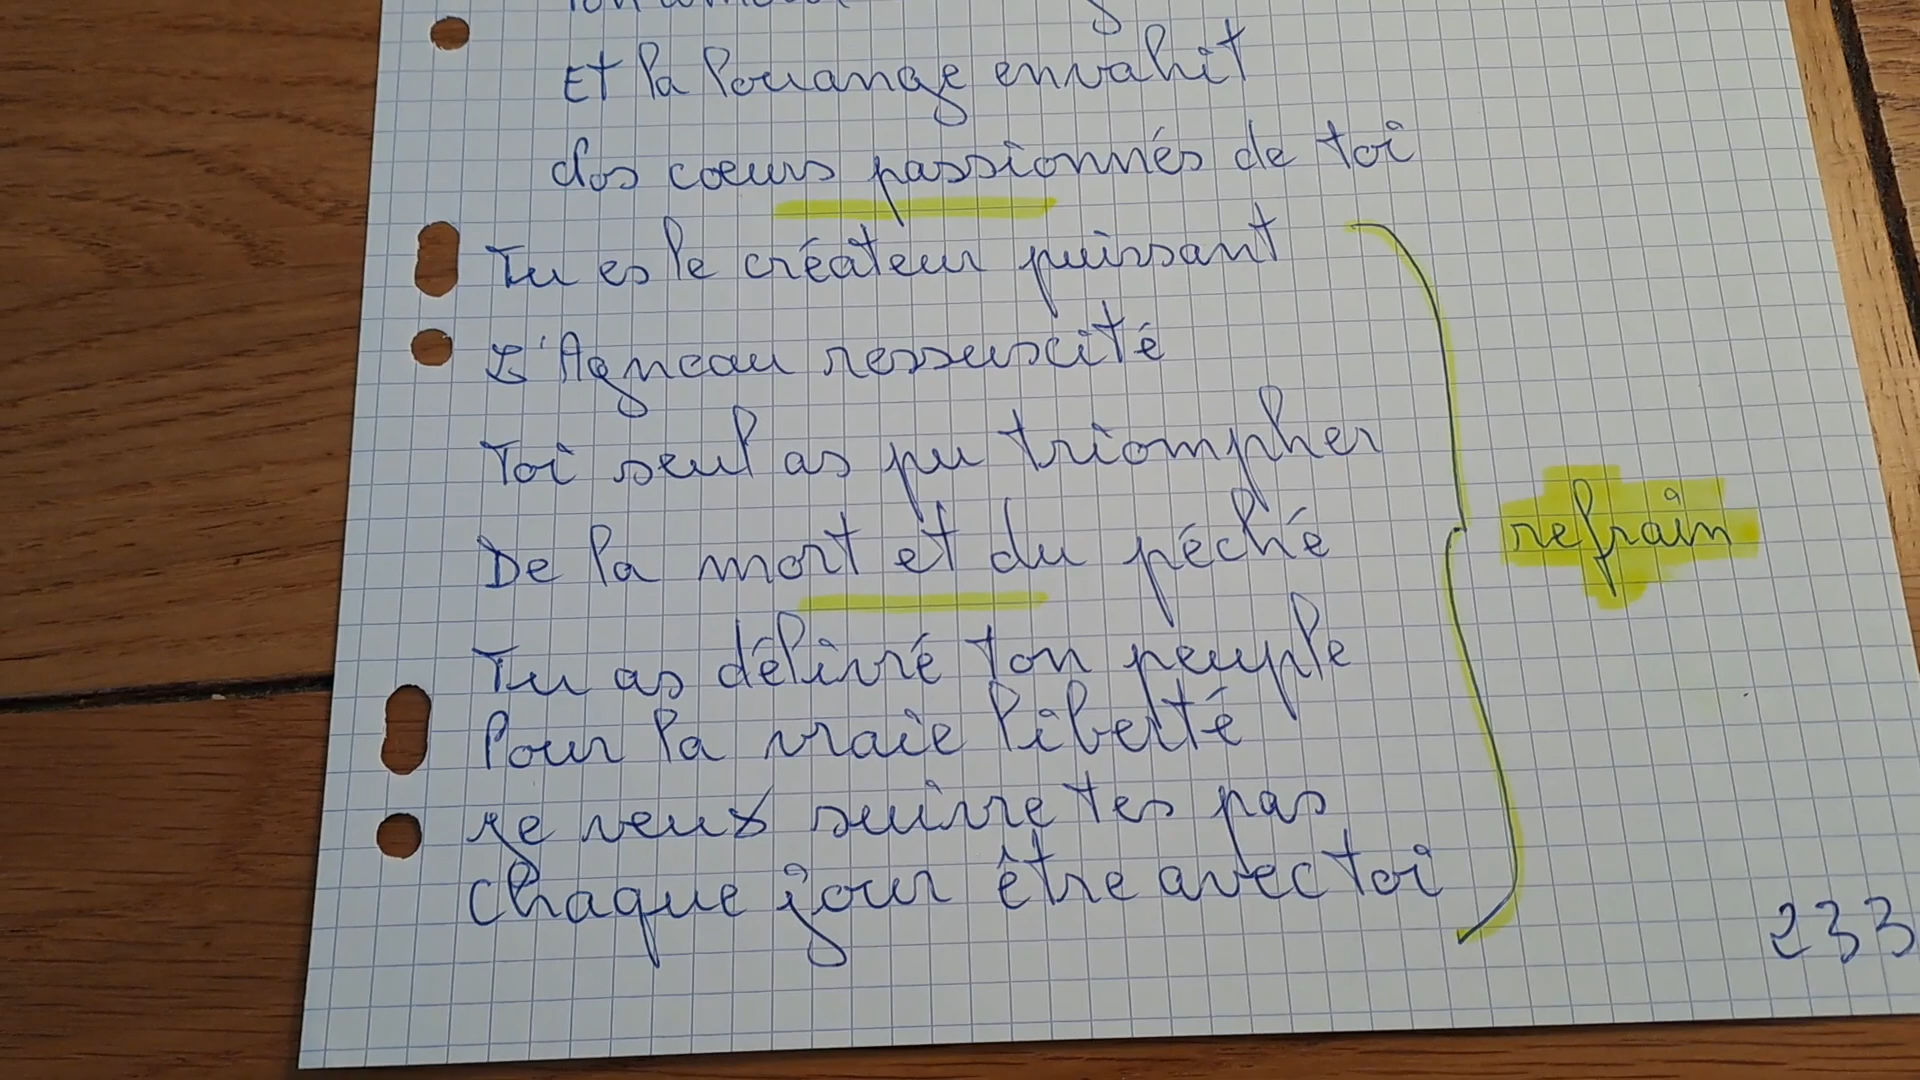 Et la louange envahit
des coeurs passionnés de toi
Tu es le créateur puissant
L'Agneau ressuscité
Toi seul as pu triompher
De la mort et du péché
refrain
Tu as délivré ton peuple
Pour la vraie liberté
Je veux suivre tes pas
chaque jour être avec toi
233